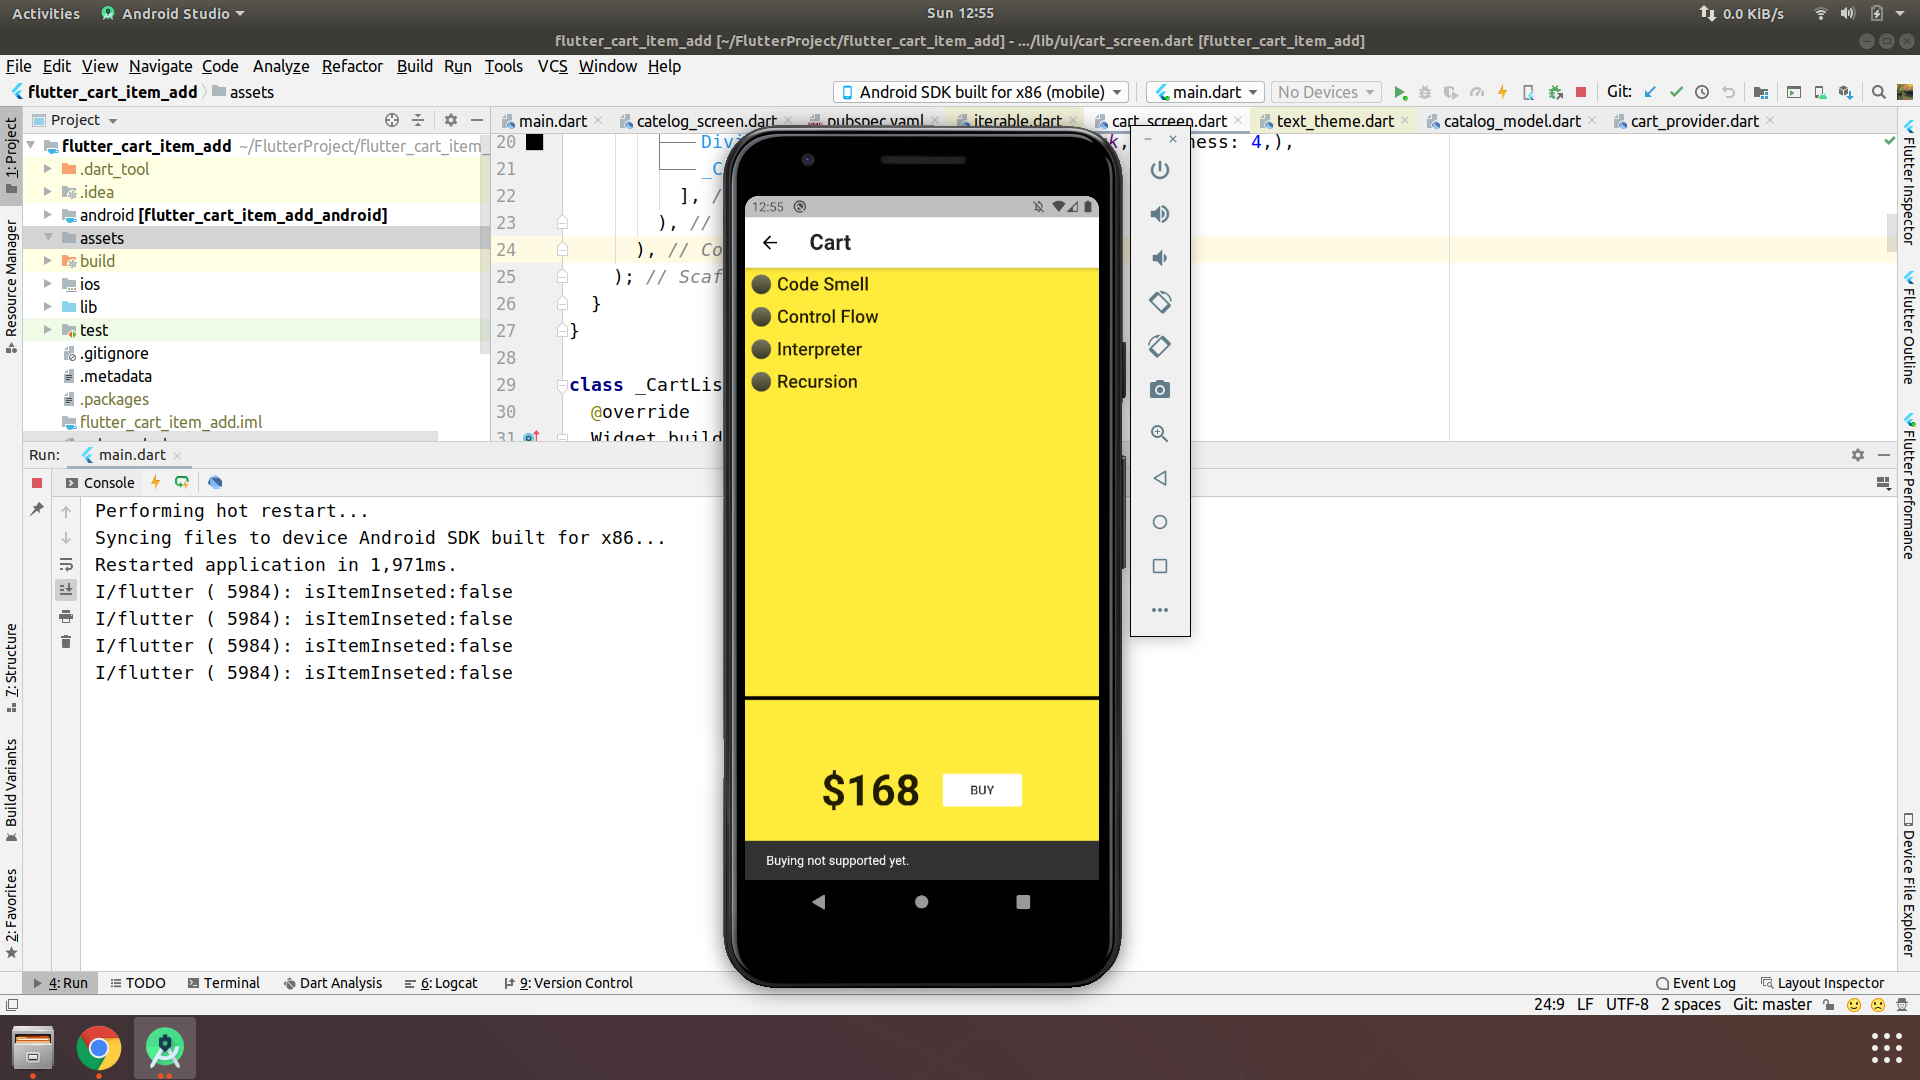 Activities Android Studio Sun 12:55 0.0 KiB/s
flutter_cart_item_add [~/FlutterProject/flutter_cart_item_add] - .../lib/ui/cart_screen.dart [flutter_cart_item_add]
File Edit View Navigate Code Analyze Refactor Build Run Tools VCS Window Help
flutter_cart_item_add assets Android SDK built for x86 (mobile) main.dart No Devices Git:
Project main.dart catelog_screen.dart pubspec.yaml iterable.dart cart_screen.dart text_theme.dart catalog_model.dart cart_provider.dart
flutter_cart_item_add ~/FlutterProject/flutter_cart_item_
.dart_tool
.idea
android [flutter_cart_item_add_android]
assets
build
ios
lib
test
.gitignore
.metadata
.packages
flutter_cart_item_add.iml
20 Divi k, ness: 4,),
21 _C
22 ], /
23 ), //
24 ), // Co
25 ); // Scaf
26 }
27 }
28
29 class _CartLis
30 @override
31 Widget build
1: Project
Resource Manager
7: Structure
Build Variants
2: Favorites
Flutter Inspector
Flutter Outline
Flutter Performance
Device File Explorer
12:55
Cart
Code Smell
Control Flow
Interpreter
Recursion
$168 BUY
Buying not supported yet.
Run: main.dart
Console
Performing hot restart...
Syncing files to device Android SDK built for x86...
Restarted application in 1,971ms.
I/flutter ( 5984): isItemInseted:false
I/flutter ( 5984): isItemInseted:false
I/flutter ( 5984): isItemInseted:false
I/flutter ( 5984): isItemInseted:false
4: Run TODO Terminal Dart Analysis 6: Logcat 9: Version Control Event Log Layout Inspector
24:9 LF UTF-8 2 spaces Git: master